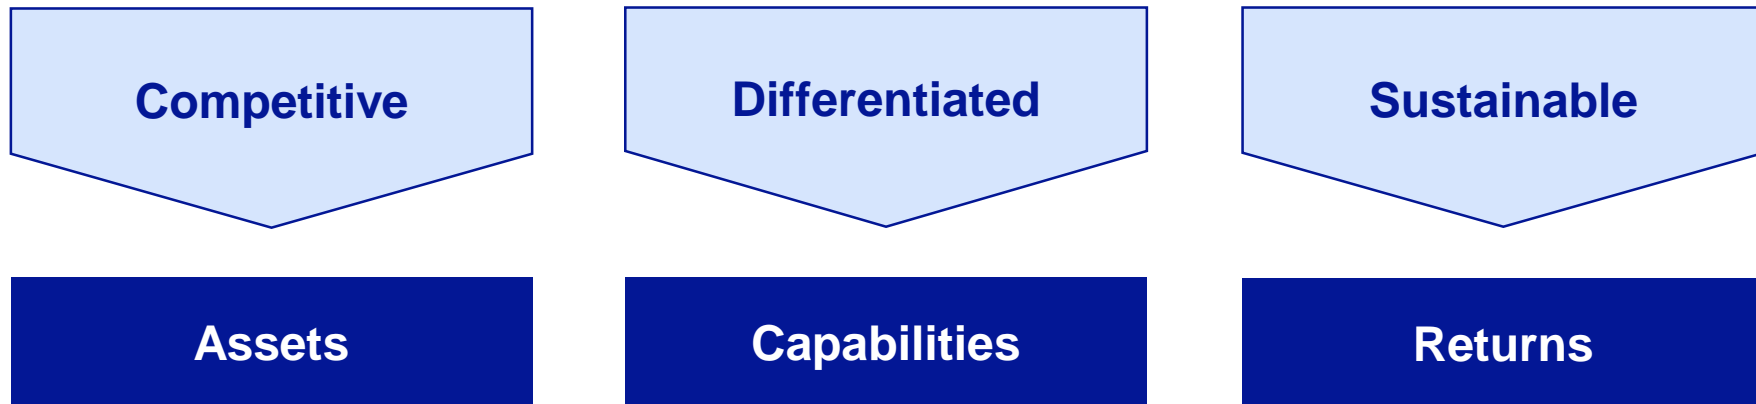 Competitive
Differentiated
Sustainable
Assets
Capabilities
Returns